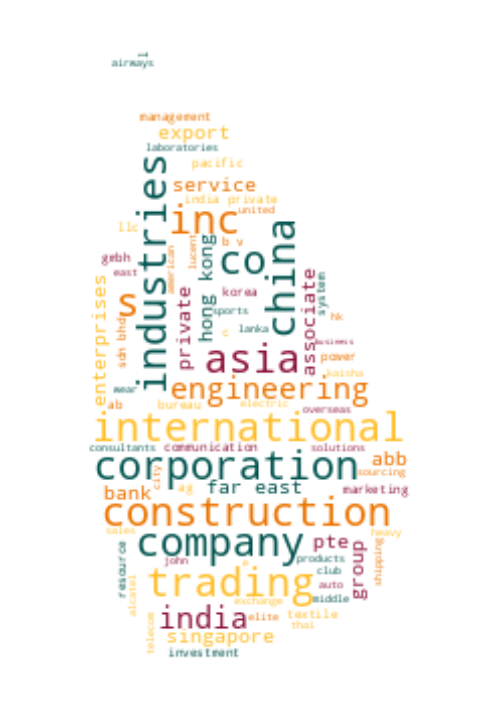 l
airways
management
export
laboratories
pacific
industries
service
india private
united
inc
llc
b v
american
lucent
hong kong
co
china
gmbh
east
enterprises
s
private
korea
associate
system
sports
hk
sdn bhd
c
lanka
business
asia
power
kaisha
wear
engineering
ab
bureau
electric
overseas
international
consultants
communication
solutions
corporation
abb
city
sourcing
bank
ag
far east
marketing
construction
sales
heavy
company
pte
resource
john
e
products
group
shipping
club
trading
auto
alcatel
exchange
middle
india
elite
textile
telecom
thai
singapore
investment